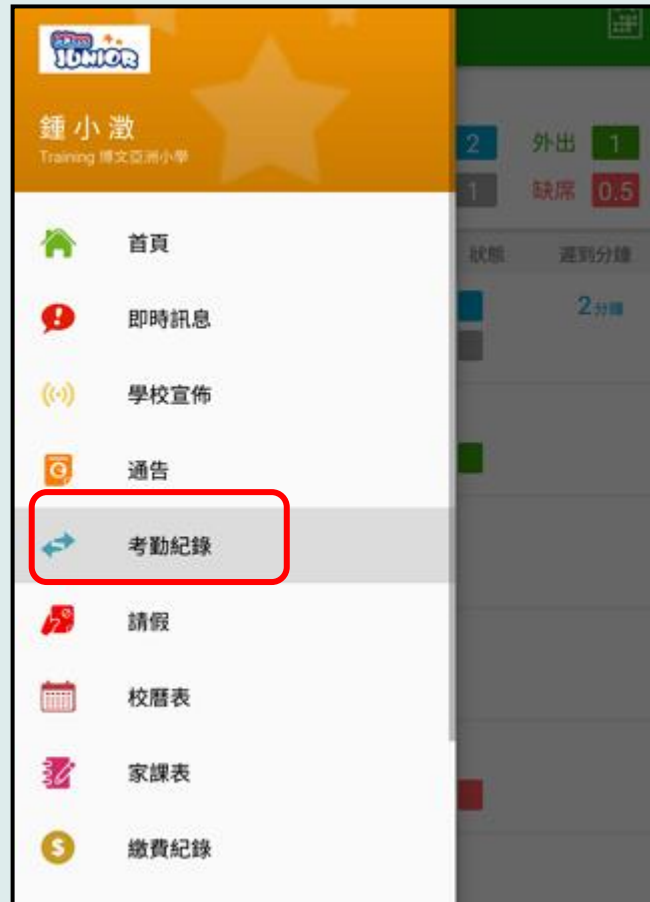 JUNIOR
鍾小澂
Training 博文亞洲小學
2 外出 1
1 缺席 0.5
首頁
狀態 遲到分鐘
即時訊息
2分鐘
學校宣佈
通告
考勤紀錄
請假
校曆表
家課表
繳費紀錄